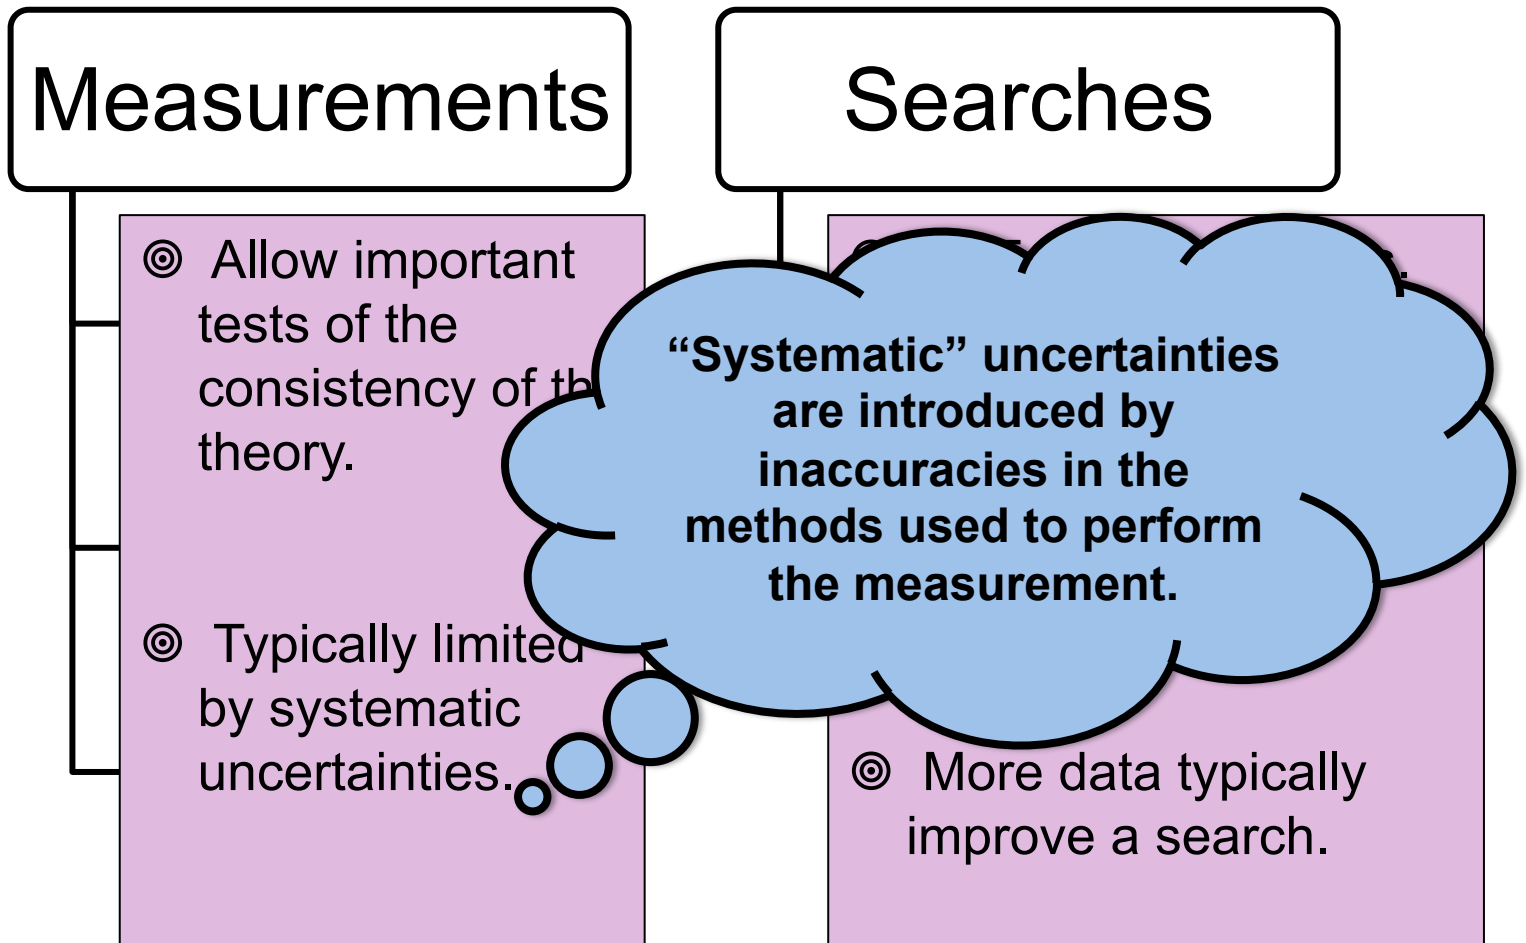 Measurements
Allow important
tests of the
consistency of th
theory.
Typically limited
by systematic
uncertainties.
Searches
“Systematic” uncertainties
are introduced by
inaccuracies in the
methods used to perform
the measurement.
More data typically
improve a search.